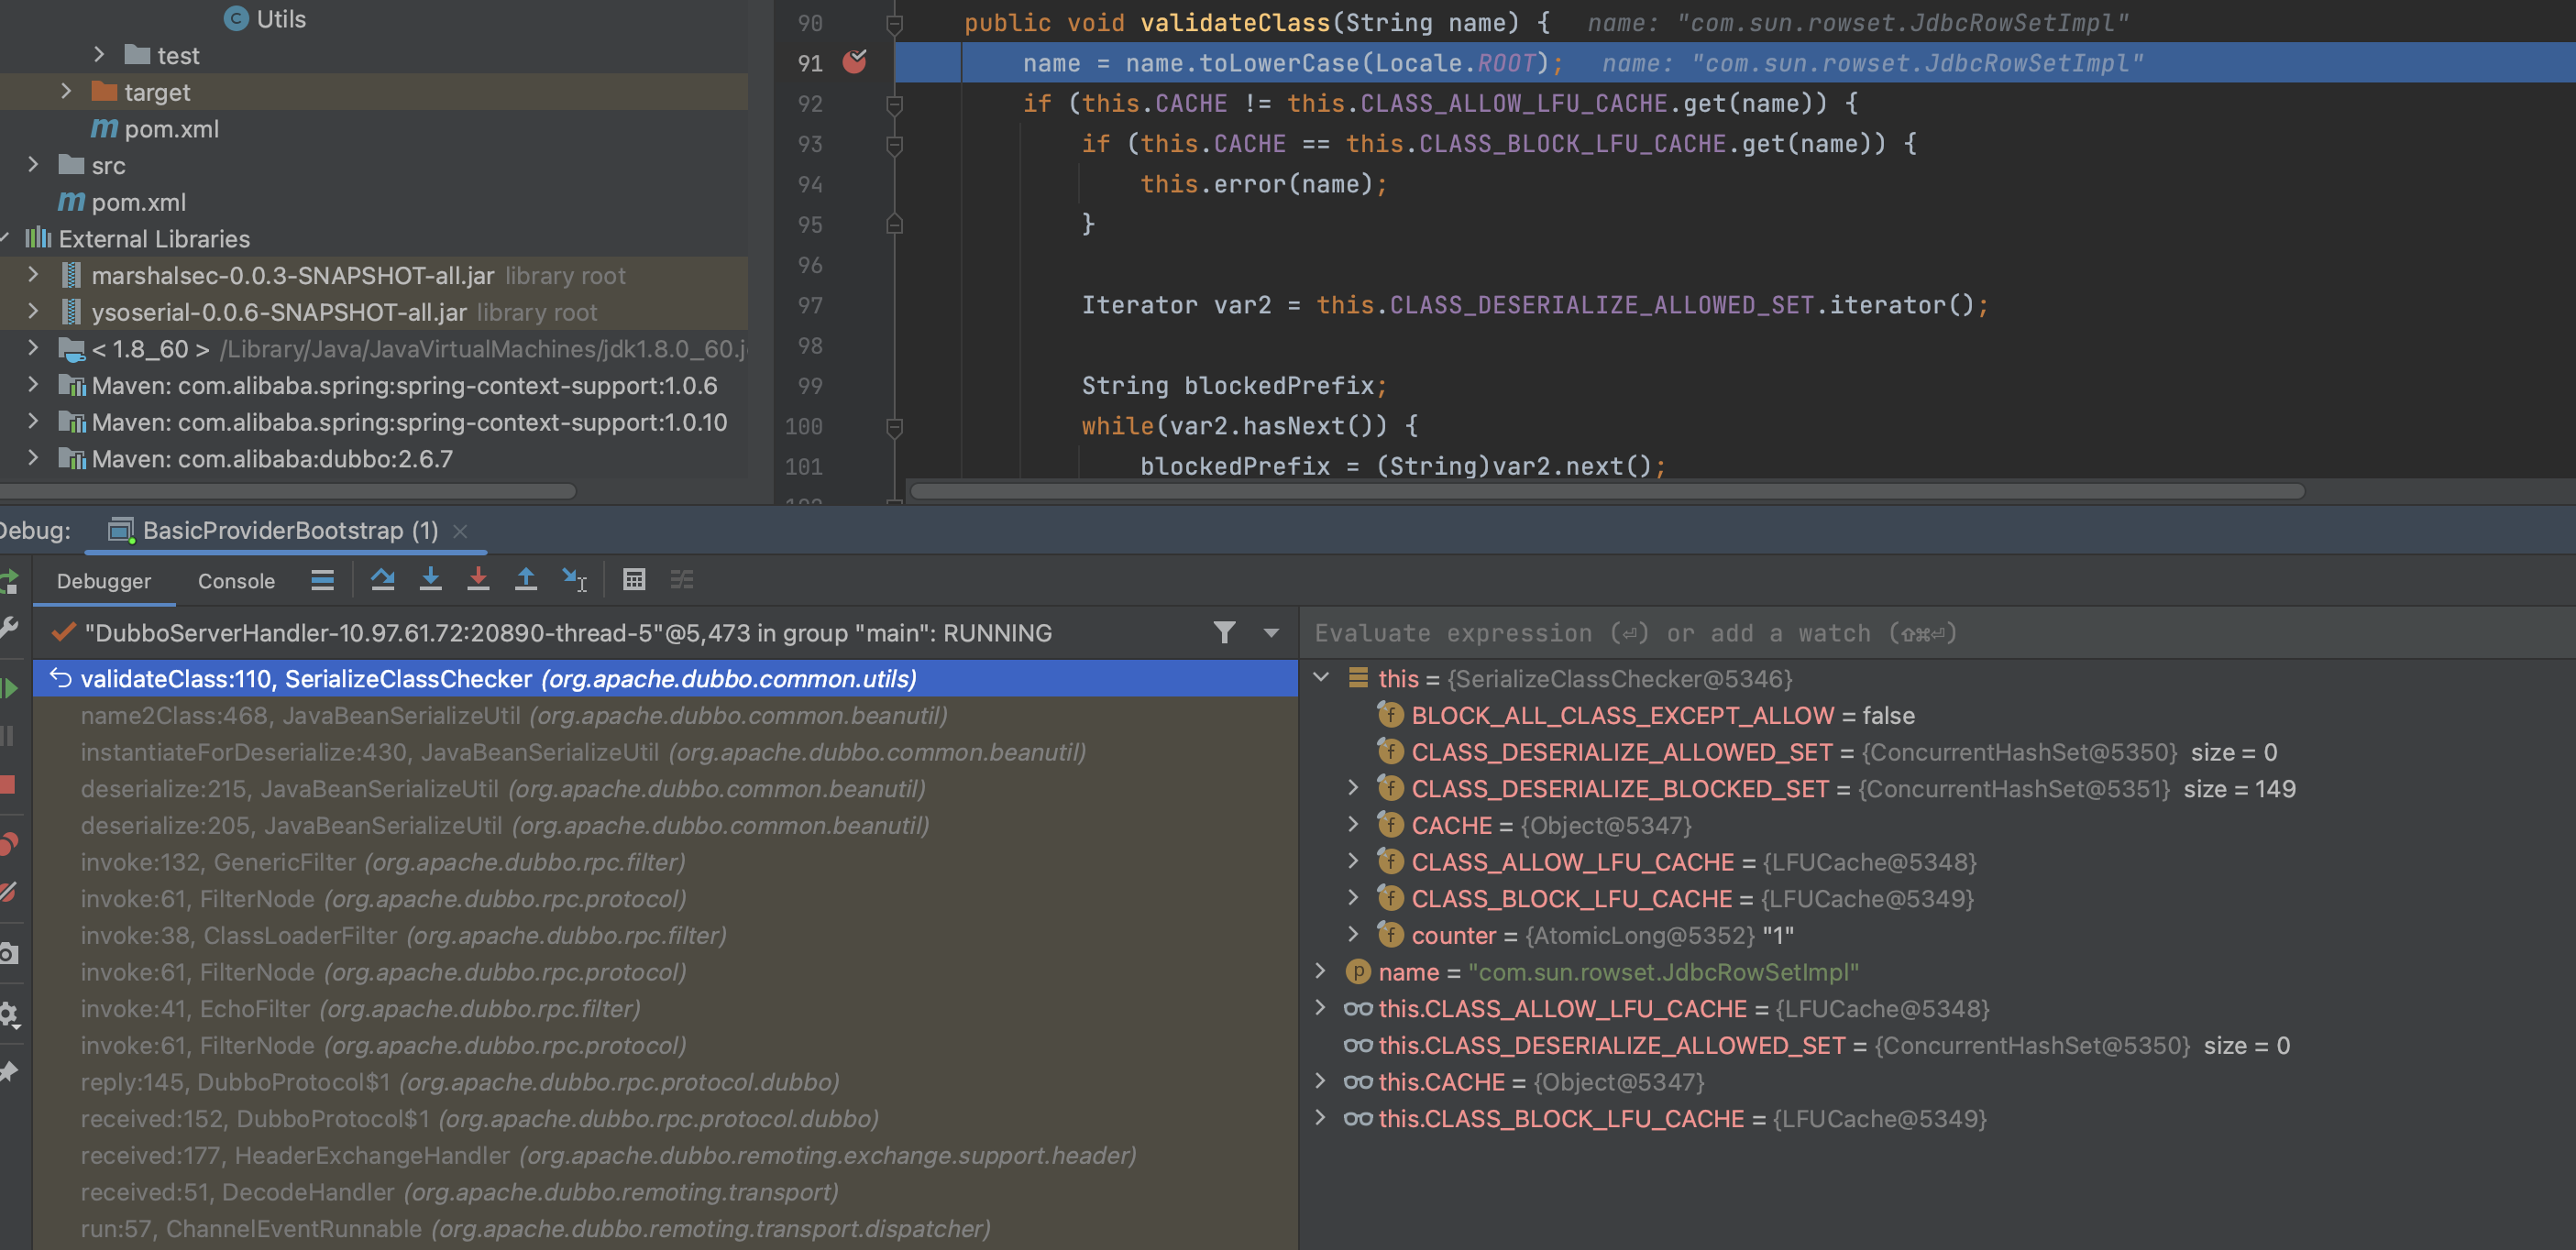 Utils
test
target
pom.xml
src
pom.xml
External Libraries
marshalsec-0.0.3-SNAPSHOT-all.jar library root
ysoserial-0.0.6-SNAPSHOT-all.jar library root
< 1.8_60 > /Library/Java/JavaVirtualMachines/jdk1.8.0_60.j
Maven: com.alibaba.spring:spring-context-support:1.0.6
Maven: com.alibaba.spring:spring-context-support:1.0.10
Maven: com.alibaba:dubbo:2.6.7
90 public void validateClass(String name) { name: "com.sun.rowset.JdbcRowSetImpl"
91 name = name.toLowerCase(Locale.ROOT); name: "com.sun.rowset.JdbcRowSetImpl"
92 if (this.CACHE != this.CLASS_ALLOW_LFU_CACHE.get(name)) {
93 if (this.CACHE == this.CLASS_BLOCK_LFU_CACHE.get(name)) {
94 this.error(name);
95 }
96
97 Iterator var2 = this.CLASS_DESERIALIZE_ALLOWED_SET.iterator();
98
99 String blockedPrefix;
100 while(var2.hasNext()) {
101 blockedPrefix = (String)var2.next();
Debug: BasicProviderBootstrap (1)
Debugger Console
"DubboServerHandler-10.97.61.72:20890-thread-5"@5,473 in group "main": RUNNING
validateClass:110, SerializeClassChecker (org.apache.dubbo.common.utils)
name2Class:468, JavaBeanSerializeUtil (org.apache.dubbo.common.beanutil)
instantiateForDeserialize:430, JavaBeanSerializeUtil (org.apache.dubbo.common.beanutil)
deserialize:215, JavaBeanSerializeUtil (org.apache.dubbo.common.beanutil)
deserialize:205, JavaBeanSerializeUtil (org.apache.dubbo.common.beanutil)
invoke:132, GenericFilter (org.apache.dubbo.rpc.filter)
invoke:61, FilterNode (org.apache.dubbo.rpc.protocol)
invoke:38, ClassLoaderFilter (org.apache.dubbo.rpc.filter)
invoke:61, FilterNode (org.apache.dubbo.rpc.protocol)
invoke:41, EchoFilter (org.apache.dubbo.rpc.filter)
invoke:61, FilterNode (org.apache.dubbo.rpc.protocol)
reply:145, DubboProtocol$1 (org.apache.dubbo.rpc.protocol.dubbo)
received:152, DubboProtocol$1 (org.apache.dubbo.rpc.protocol.dubbo)
received:177, HeaderExchangeHandler (org.apache.dubbo.remoting.exchange.support.header)
received:51, DecodeHandler (org.apache.dubbo.remoting.transport)
run:57, ChannelEventRunnable (org.apache.dubbo.remoting.transport.dispatcher)
Evaluate expression (⏎) or add a watch (⇧⌘⏎)
this = {SerializeClassChecker@5346}
BLOCK_ALL_CLASS_EXCEPT_ALLOW = false
CLASS_DESERIALIZE_ALLOWED_SET = {ConcurrentHashSet@5350} size = 0
CLASS_DESERIALIZE_BLOCKED_SET = {ConcurrentHashSet@5351} size = 149
CACHE = {Object@5347}
CLASS_ALLOW_LFU_CACHE = {LFUCache@5348}
CLASS_BLOCK_LFU_CACHE = {LFUCache@5349}
counter = {AtomicLong@5352} "1"
name = "com.sun.rowset.JdbcRowSetImpl"
this.CLASS_ALLOW_LFU_CACHE = {LFUCache@5348}
this.CLASS_DESERIALIZE_ALLOWED_SET = {ConcurrentHashSet@5350} size = 0
this.CACHE = {Object@5347}
this.CLASS_BLOCK_LFU_CACHE = {LFUCache@5349}